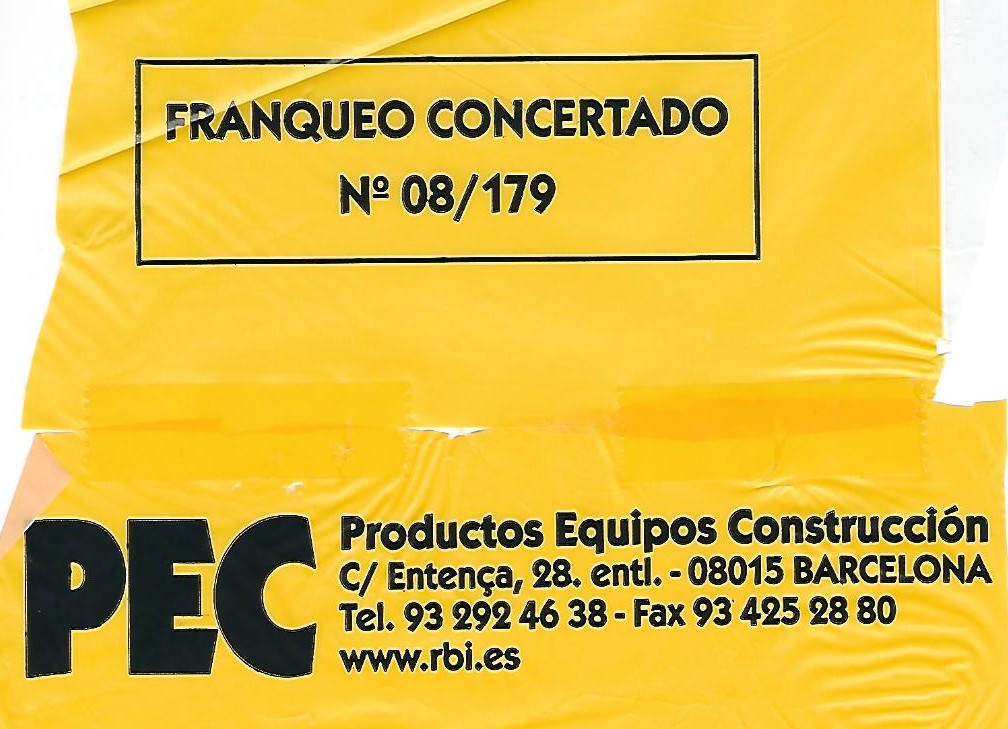 FRANQUEO CONCERTADO
Nº 08/179
PEC
Productos Equipos Construcción
C/ Entença, 28. entl. - 08015 BARCELONA
Tel. 93 292 46 38 - Fax 93 425 28 80
www.rbi.es